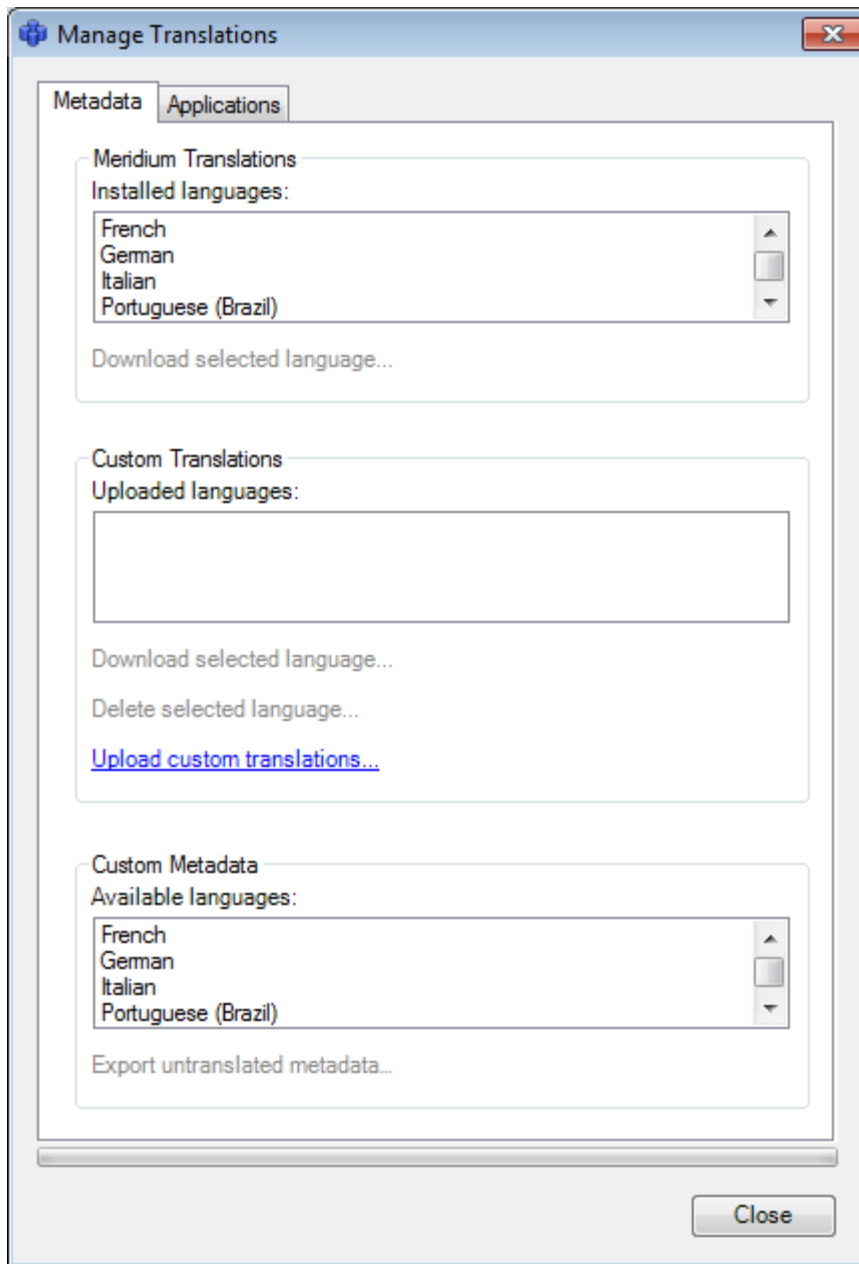 Manage Translations
Metadata
Applications
Meridium Translations
Installed languages:
French
German
Italian
Portuguese (Brazil)
Download selected language...
Custom Translations
Uploaded languages:
Download selected language...
Delete selected language...
Upload custom translations...
Custom Metadata
Available languages:
French
German
Italian
Portuguese (Brazil)
Export untranslated metadata...
Close